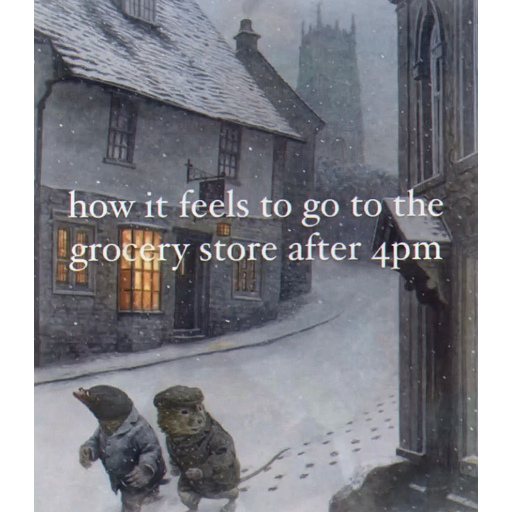 how it feels to go to the
grocery store after 4pm